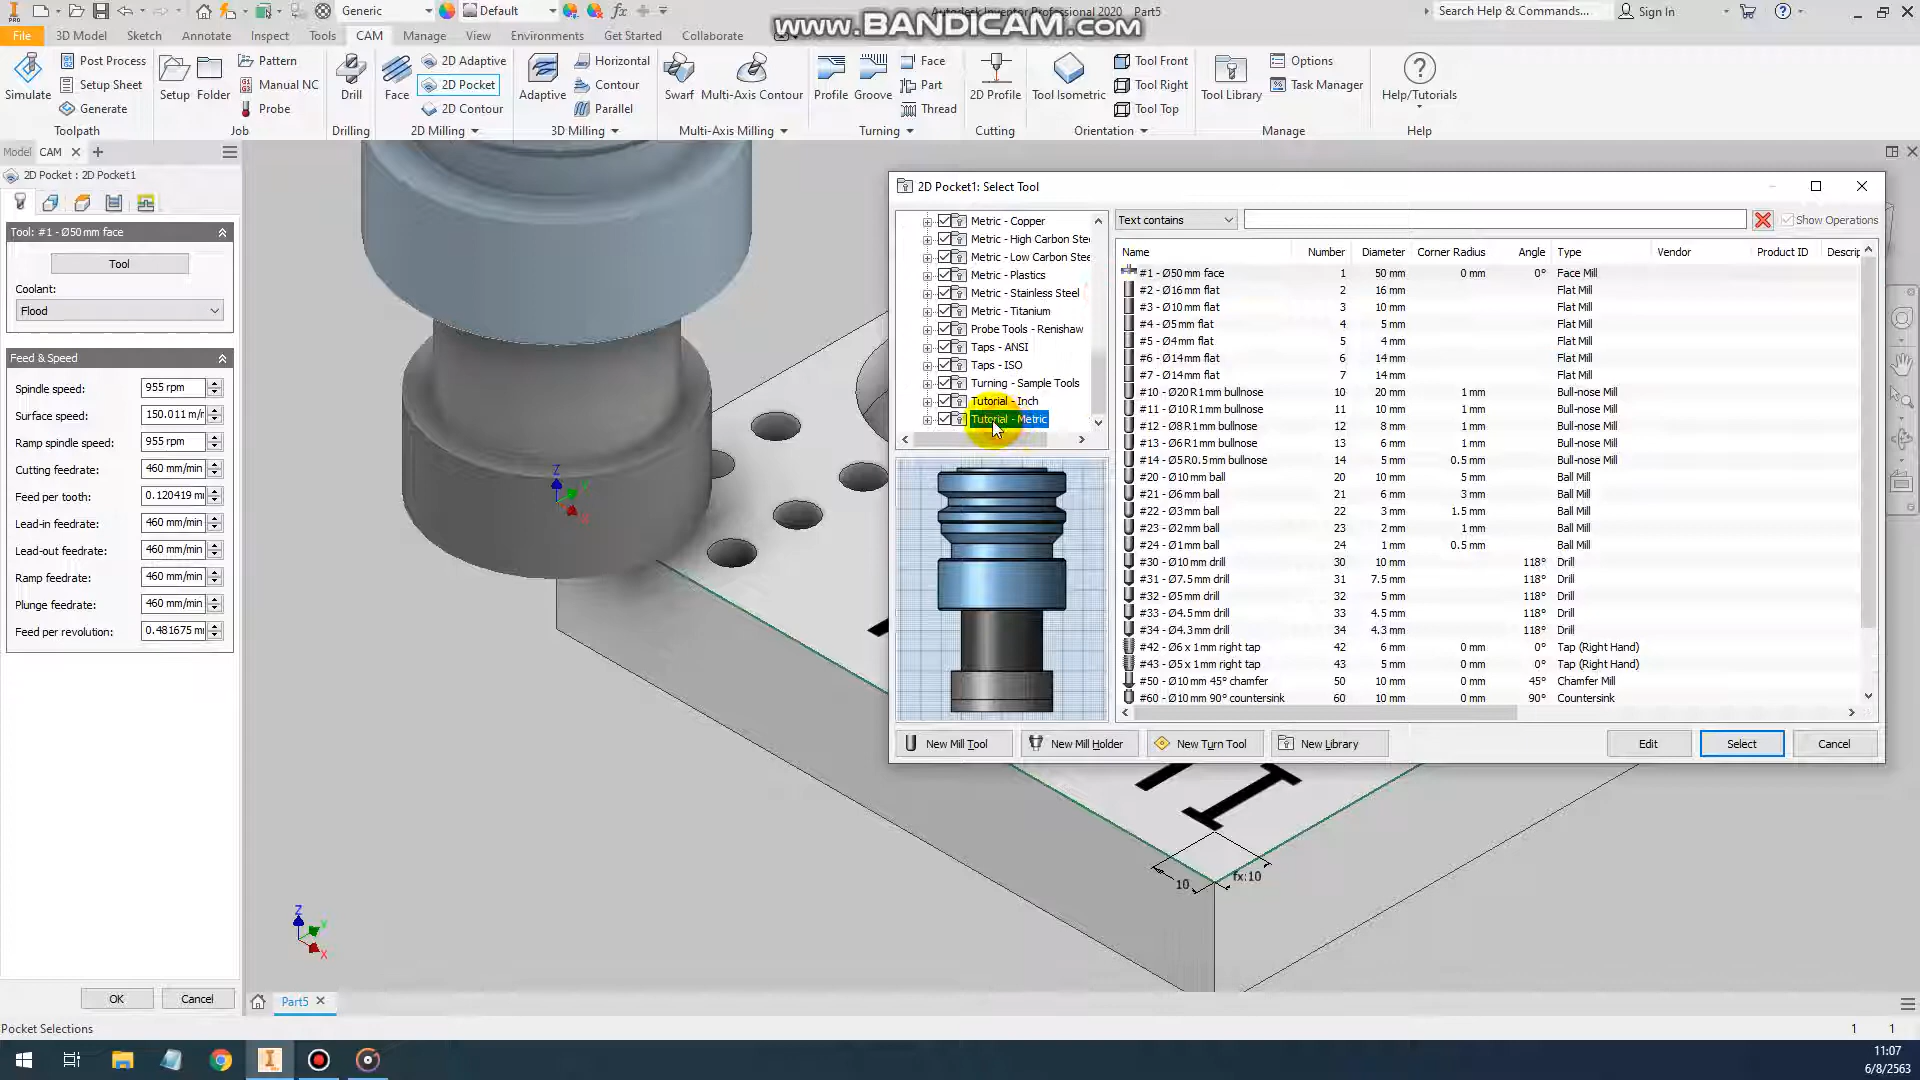 www.BANDICAM.com
Generic
Default
Autodesk Inventor Professional 2020 Part5
Search Help & Commands...
Sign In
File 3D Model Sketch Annotate Inspect Tools CAM Manage View Environments Get Started Collaborate
Simulate
Post Process
Setup Sheet
Generate
Toolpath
Setup
Folder
Pattern
Manual NC
Probe
Job
Drill
Drilling
Face
2D Adaptive
2D Pocket
2D Contour
2D Milling
Adaptive
Horizontal
Contour
Parallel
3D Milling
Swarf
Multi-Axis Contour
Multi-Axis Milling
Profile
Groove
Face
Part
Thread
Turning
2D Profile
Cutting
Tool Isometric
Tool Front
Tool Right
Tool Top
Orientation
Tool Library
Options
Task Manager
Manage
Help/Tutorials
Help
Model CAM
2D Pocket : 2D Pocket1
Tool: #1 - Ø50 mm face
Tool
Coolant:
Flood
Feed & Speed
Spindle speed: 955 rpm
Surface speed: 150.011 m/
Ramp spindle speed: 955 rpm
Cutting feedrate: 460 mm/min
Feed per tooth: 0.120419 m
Lead-in feedrate: 460 mm/min
Lead-out feedrate: 460 mm/min
Ramp feedrate: 460 mm/min
Plunge feedrate: 460 mm/min
Feed per revolution: 0.481675 m
OK Cancel
Z
Z
Y
X
10
fx:10
2D Pocket1: Select Tool
Metric - Copper
Metric - High Carbon Stee
Metric - Low Carbon Stee
Metric - Plastics
Metric - Stainless Steel
Metric - Titanium
Probe Tools - Renishaw
Taps - ANSI
Taps - ISO
Turning - Sample Tools
Tutorial - Inch
Tutorial - Metric
Text contains
Show Operations
Name Number Diameter Corner Radius Angle Type Vendor Product ID Descrip
#1 - Ø50 mm face 1 50 mm 0 mm 0° Face Mill
#2 - Ø16 mm flat 2 16 mm Flat Mill
#3 - Ø10 mm flat 3 10 mm Flat Mill
#4 - Ø5 mm flat 4 5 mm Flat Mill
#5 - Ø4 mm flat 5 4 mm Flat Mill
#6 - Ø14 mm flat 6 14 mm Flat Mill
#7 - Ø14 mm flat 7 14 mm Flat Mill
#10 - Ø20 R1 mm bullnose 10 20 mm 1 mm Bull-nose Mill
#11 - Ø10 R1 mm bullnose 11 10 mm 1 mm Bull-nose Mill
#12 - Ø8 R1 mm bullnose 12 8 mm 1 mm Bull-nose Mill
#13 - Ø6 R1 mm bullnose 13 6 mm 1 mm Bull-nose Mill
#14 - Ø5 R0.5 mm bullnose 14 5 mm 0.5 mm Bull-nose Mill
#20 - Ø10 mm ball 20 10 mm 5 mm Ball Mill
#21 - Ø6 mm ball 21 6 mm 3 mm Ball Mill
#22 - Ø3 mm ball 22 3 mm 1.5 mm Ball Mill
#23 - Ø2 mm ball 23 2 mm 1 mm Ball Mill
#24 - Ø1 mm ball 24 1 mm 0.5 mm Ball Mill
#30 - Ø10 mm drill 30 10 mm 118° Drill
#31 - Ø7.5 mm drill 31 7.5 mm 118° Drill
#32 - Ø5 mm drill 32 5 mm 118° Drill
#33 - Ø4.5 mm drill 33 4.5 mm 118° Drill
#34 - Ø4.3 mm drill 34 4.3 mm 118° Drill
#42 - Ø6 x 1 mm right tap 42 6 mm 0 mm 0° Tap (Right Hand)
#43 - Ø5 x 1 mm right tap 43 5 mm 0 mm 0° Tap (Right Hand)
#50 - Ø10 mm 45° chamfer 50 10 mm 0 mm 45° Chamfer Mill
#60 - Ø10 mm 90° countersink 60 10 mm 0 mm 90° Countersink
New Mill Tool New Mill Holder New Turn Tool New Library Edit Select Cancel
Part5
Pocket Selections 1 1
11:07
6/8/2563